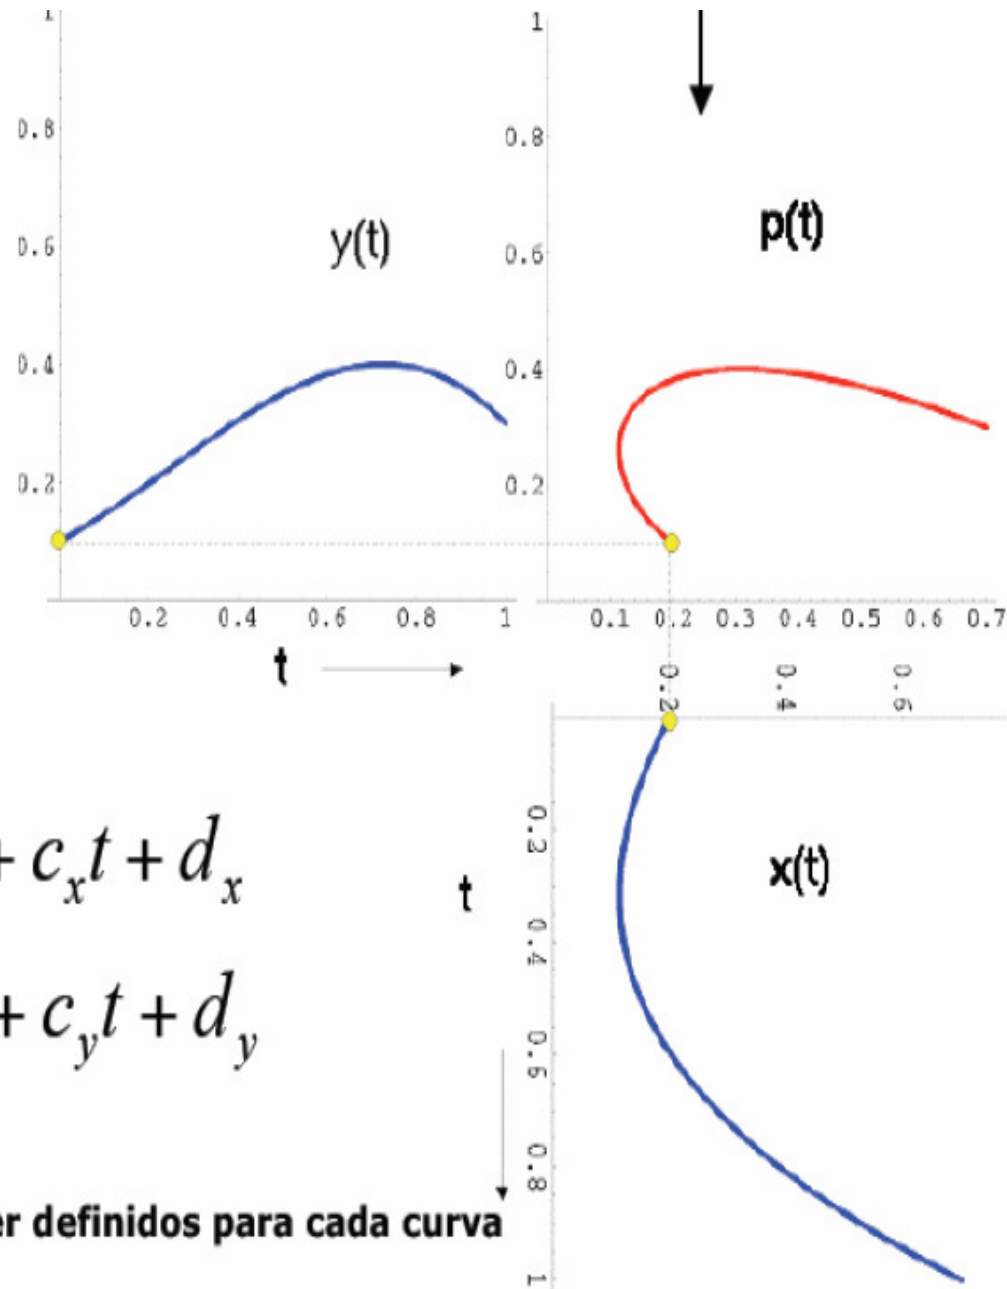 1
0.8
0.6
0.4
0.2
y(t)
0.2 0.4 0.6 0.8 1
t
1
0.8
0.6
0.4
0.2
p(t)
0.1 0.2 0.3 0.4 0.5 0.6 0.7
0.2 0.4 0.6
0.2
0.4
0.6
0.8
1
x(t)
t
+ c_x t + d_x
+ c_y t + d_y
er definidos para cada curva